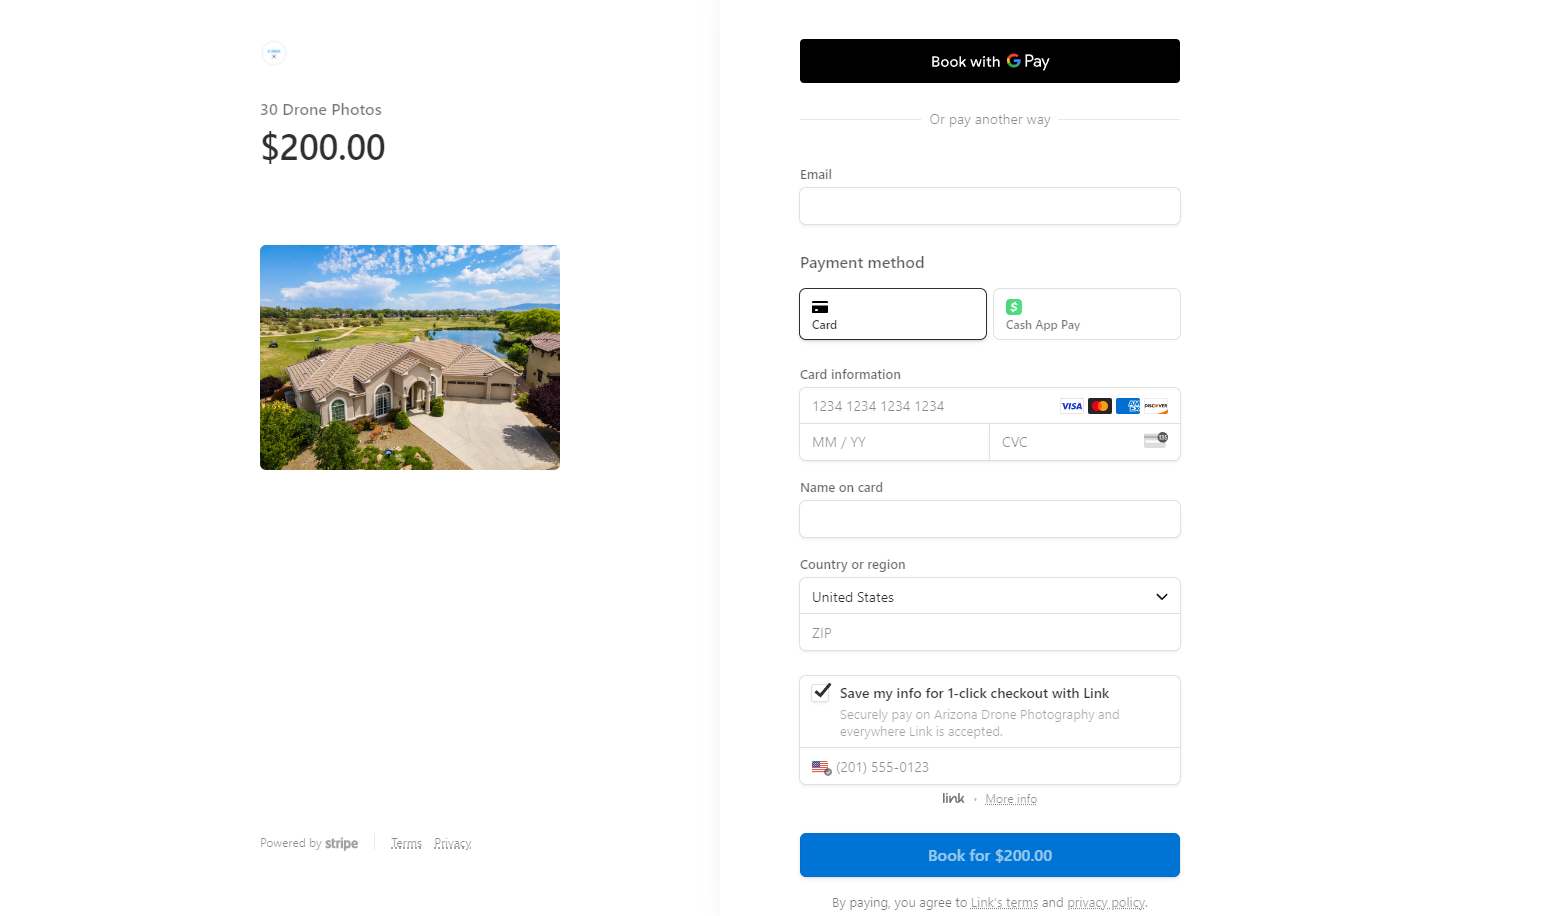 30 Drone Photos
$200.00
Powered by stripe
Terms
Privacy
Book with G Pay
Or pay another way
Email
Payment method
Card
Cash App Pay
Card information
1234 1234 1234 1234
VISA
AMEX
DISCOVER
MM / YY
CVC
135
Name on card
Country or region
United States
ZIP
Save my info for 1-click checkout with Link
Securely pay on Arizona Drone Photography and
everywhere Link is accepted.
(201) 555-0123
link • More info
Book for $200.00
By paying, you agree to Link's terms and privacy policy.